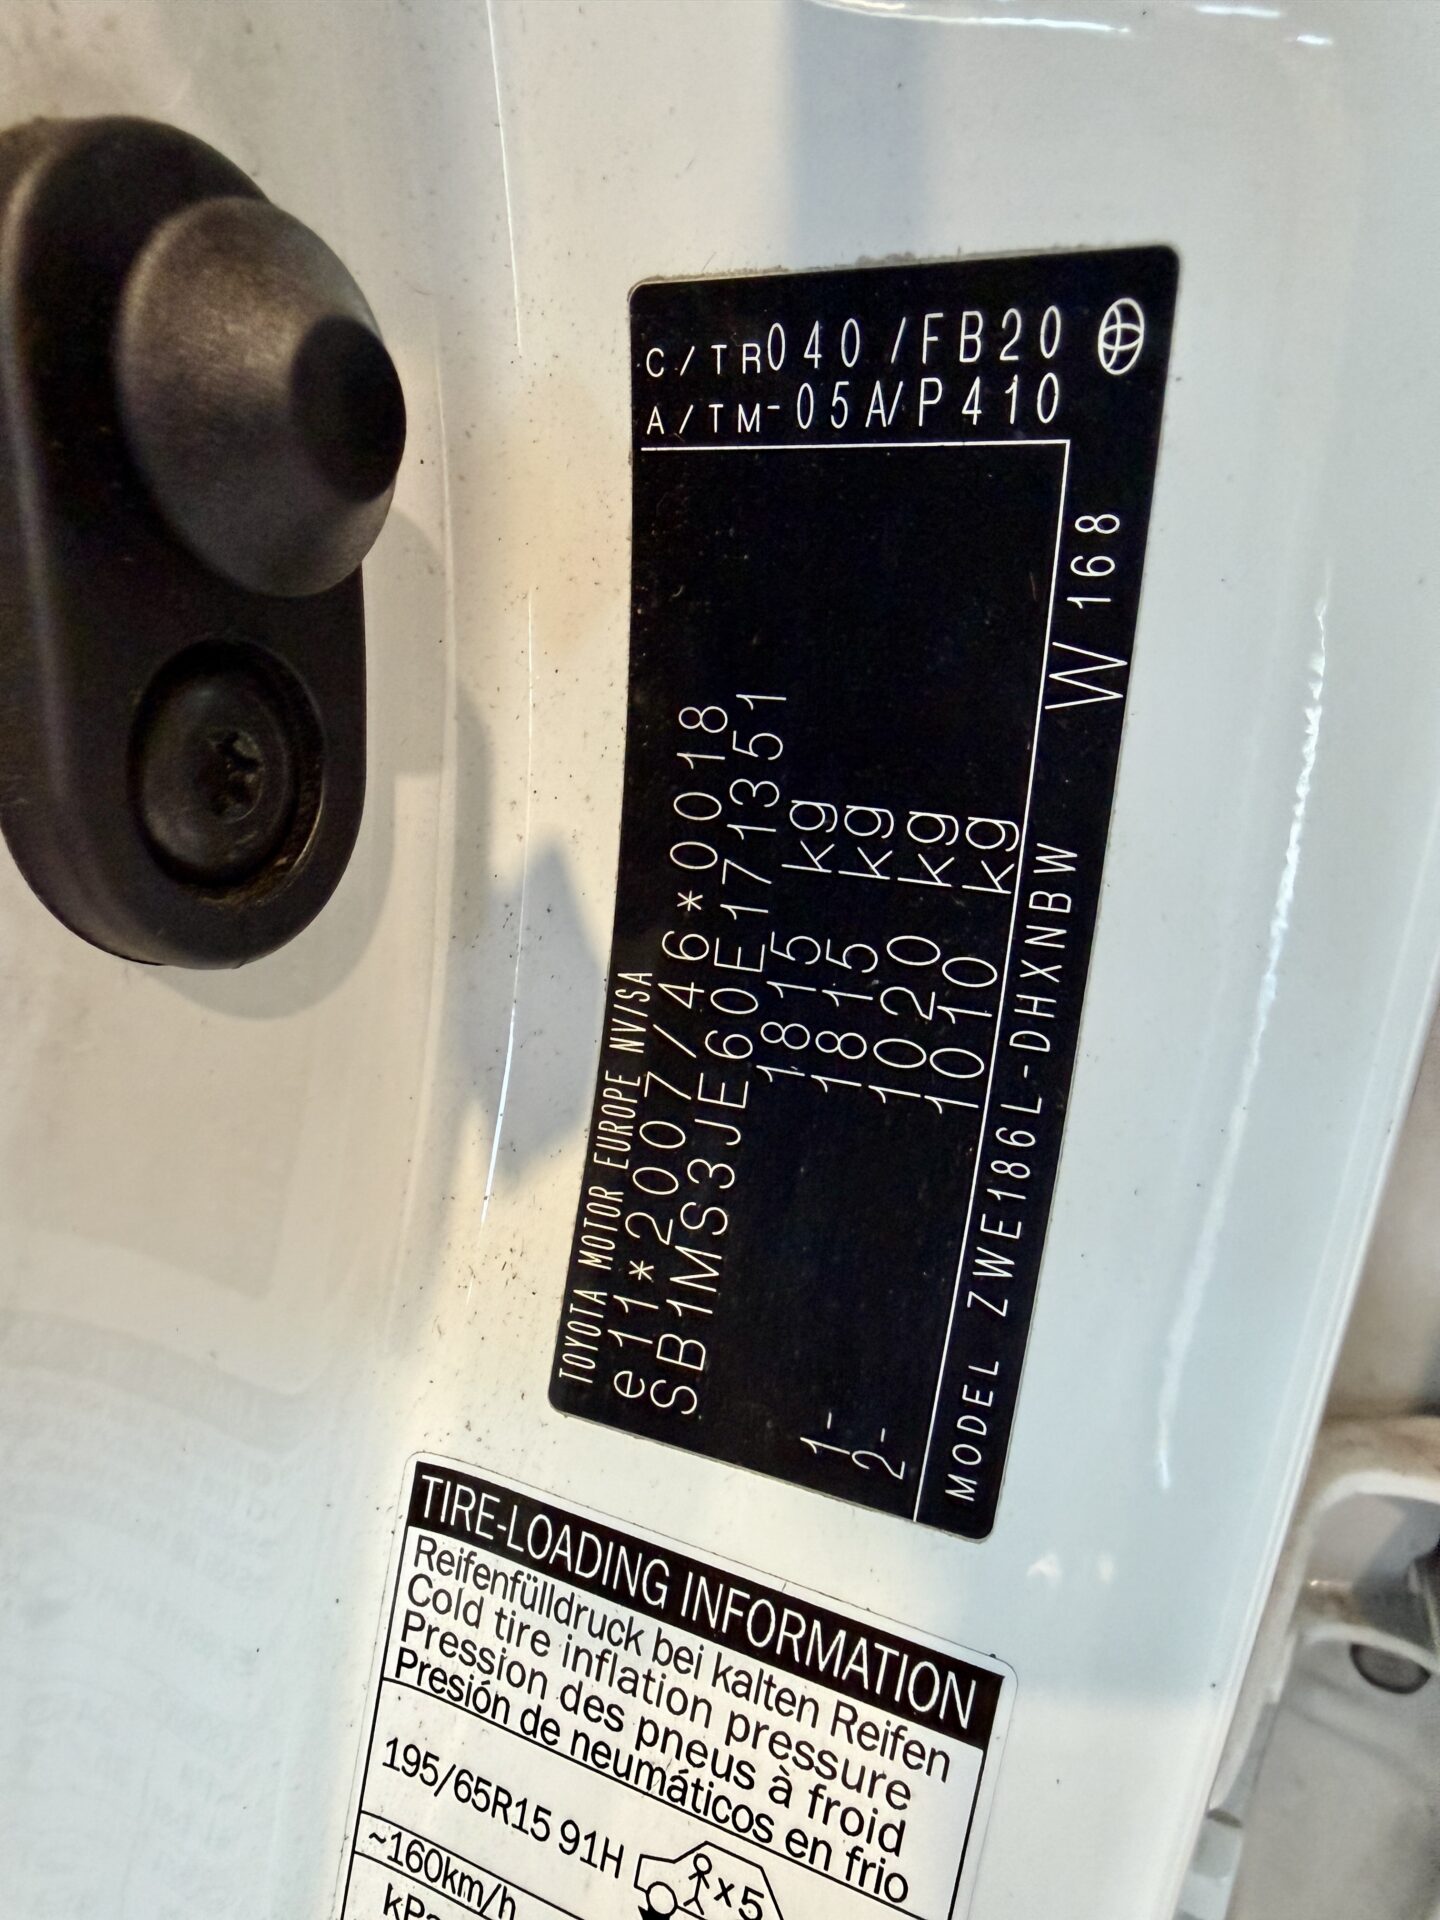 C/TR040 /FB20
A/TM-05A/P410
TOYOTA MOTOR EUROPE NV/SA
e11*2007/46*0018
SB1MS3JE60E171351
1815 kg
1815 kg
1- 1020 kg
2- 1010 kg
MODEL ZWE186L-DHXNBW W168
TIRE-LOADING INFORMATION
Reifenfülldruck bei kalten Reifen
Cold tire inflation pressure
Pression des pneus à froid
Presión de neumáticos en frio
195/65R15 91H
x5
~160km/h